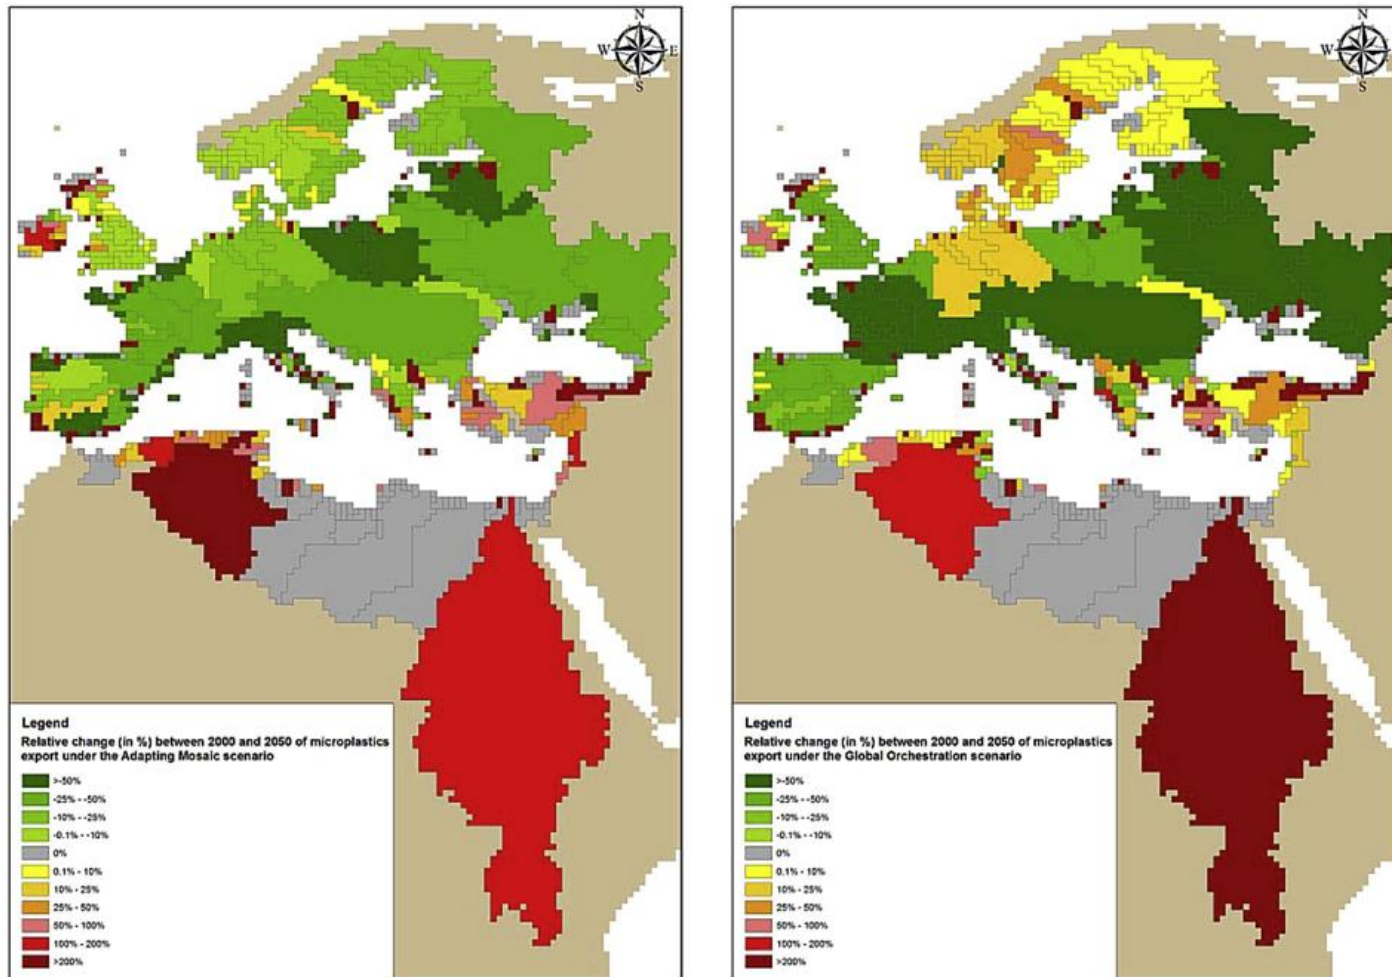 N
W E
S
Legend
Relative change (in %) between 2000 and 2050 of microplastics
export under the Adapting Mosaic scenario
>-50%
-25% - -50%
-10% - -25%
-0.1% - -10%
0%
0.1% - 10%
10% - 25%
25% - 50%
50% - 100%
100% - 200%
>200%
N
W
S
Legend
Relative change (in %) between 2000 and 2050 of microplastics
export under the Global Orchestration scenario
>-50%
-25% - -50%
-10% - -25%
-0.1% - -10%
0%
0.1% - 10%
10% - 25%
25% - 50%
50% - 100%
100% - 200%
>200%